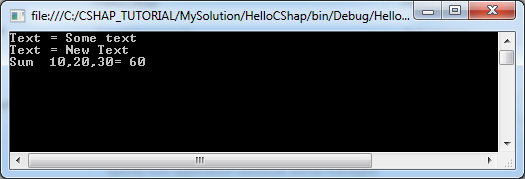 file:///C:/CSHAP_TUTORIAL/MySolution/HelloCShap/bin/Debug/Hello...
Text = Some text
Text = New Text
Sum  10,20,30= 60